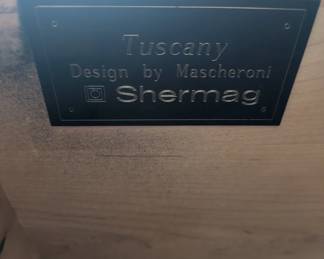 Tuscany
Design by Mascheroni
Shermag